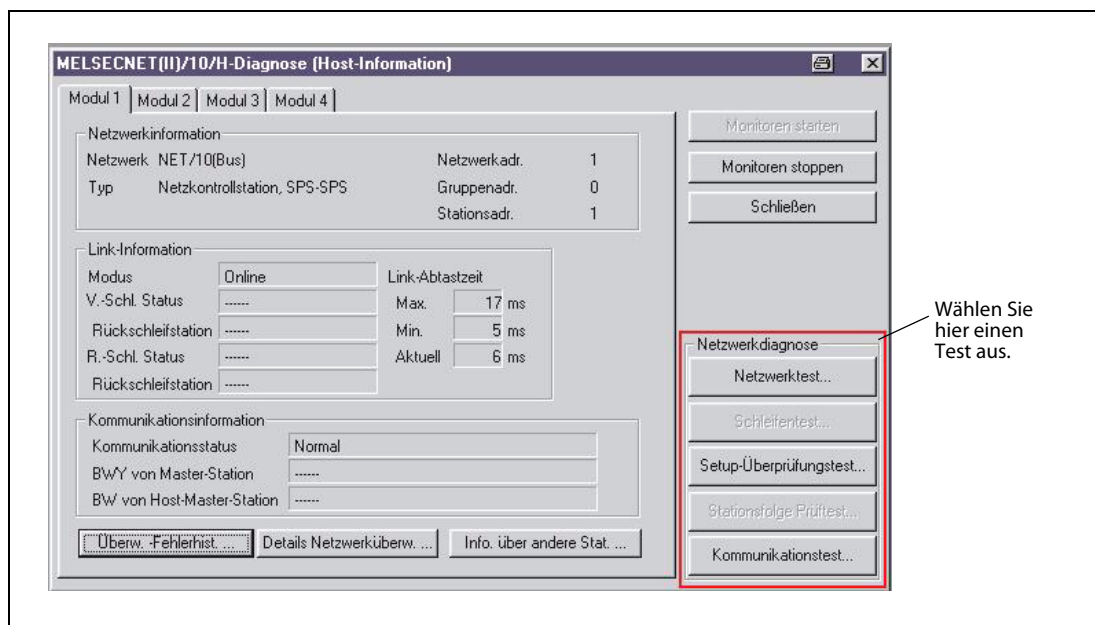 MELSECNET(II)/10/H-Diagnose (Host-Information)
Modul 1 Modul 2 Modul 3 Modul 4
Netzwerkinformation
Netzwerk NET/10(Bus) Netzwerkadr. 1
Typ Netzkontrollstation, SPS-SPS Gruppenadr. 0
Stationsadr. 1
Link-Information
Modus Online Link-Abtastzeit
V.-Schl. Status ------ Max. 17 ms
Rückschleifstation ------ Min. 5 ms
R.-Schl. Status ------ Aktuell 6 ms
Rückschleifstation ------
Kommunikationsinformation
Kommunikationsstatus Normal
BWY von Master-Station ------
BW von Host-Master-Station ------
Überw. -Fehlerhist. ... Details Netzwerküberw. ... Info. über andere Stat. ...
Monitoren starten
Monitoren stoppen
Schließen
Netzwerkdiagnose
Netzwerktest...
Schleifentest...
Setup-Überprüfungstest...
Stationsfolge Prüftest...
Kommunikationstest...
Wählen Sie
hier einen
Test aus.